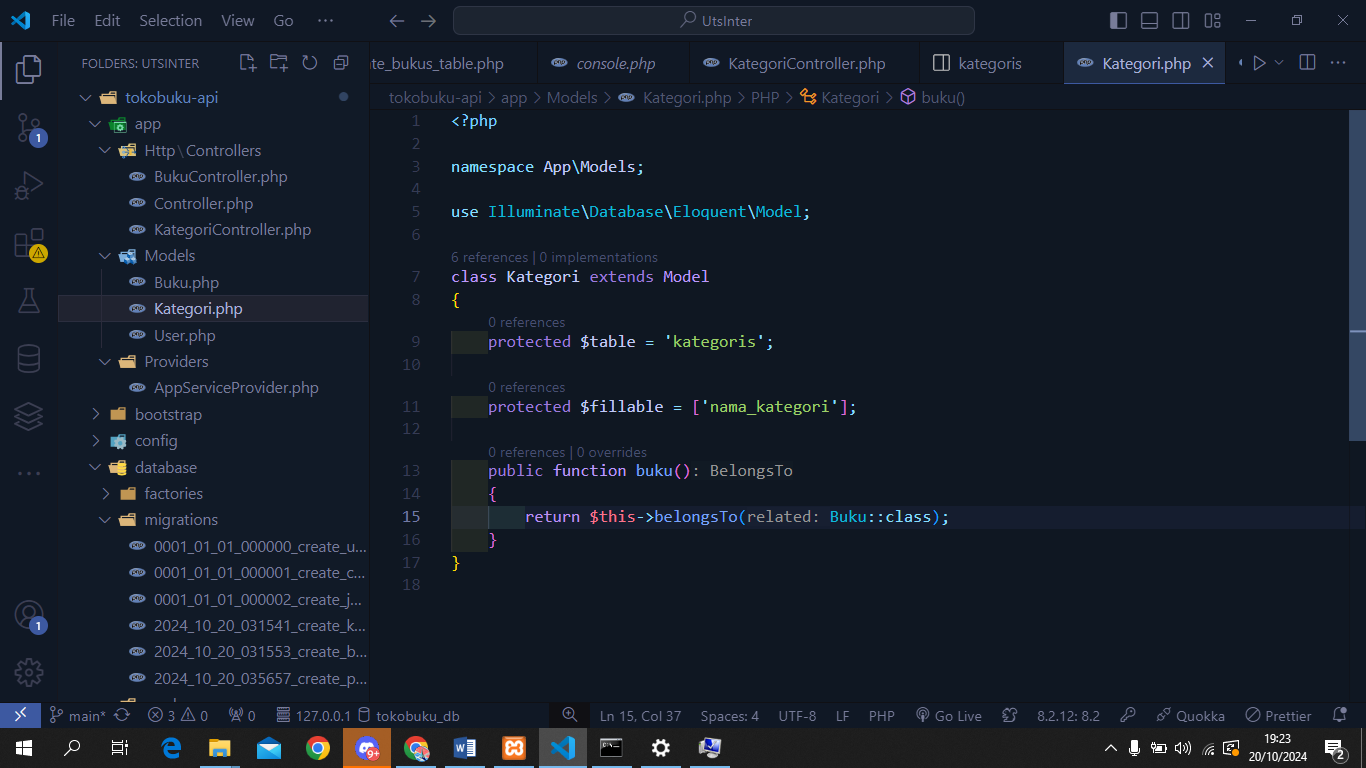 File Edit Selection View Go ··· UtsInter
FOLDERS: UTSINTER
te_bukus_table.php console.php KategoriController.php kategoris Kategori.php
tokobuku-api > app > Models > Kategori.php > PHP > Kategori > buku()
tokobuku-api
app
Http\Controllers
BukuController.php
Controller.php
KategoriController.php
Models
Buku.php
Kategori.php
User.php
Providers
AppServiceProvider.php
bootstrap
config
database
factories
migrations
0001_01_01_000000_create_u...
0001_01_01_000001_create_c...
0001_01_01_000002_create_j...
2024_10_20_031541_create_k...
2024_10_20_031553_create_b...
2024_10_20_035657_create_p...
1
1
1 <?php
2
3 namespace App\Models;
4
5 use Illuminate\Database\Eloquent\Model;
6
6 references | 0 implementations
7 class Kategori extends Model
8 {
0 references
9 protected $table = 'kategoris';
10
0 references
11 protected $fillable = ['nama_kategori'];
12
0 references | 0 overrides
13 public function buku(): BelongsTo
14 {
15 return $this->belongsTo(related: Buku::class);
16 }
17 }
18
main* 3 0 0 127.0.0.1 tokobuku_db Ln 15, Col 37 Spaces: 4 UTF-8 LF PHP Go Live 8.2.12: 8.2 Quokka Prettier
9+ 19:23
20/10/2024 2